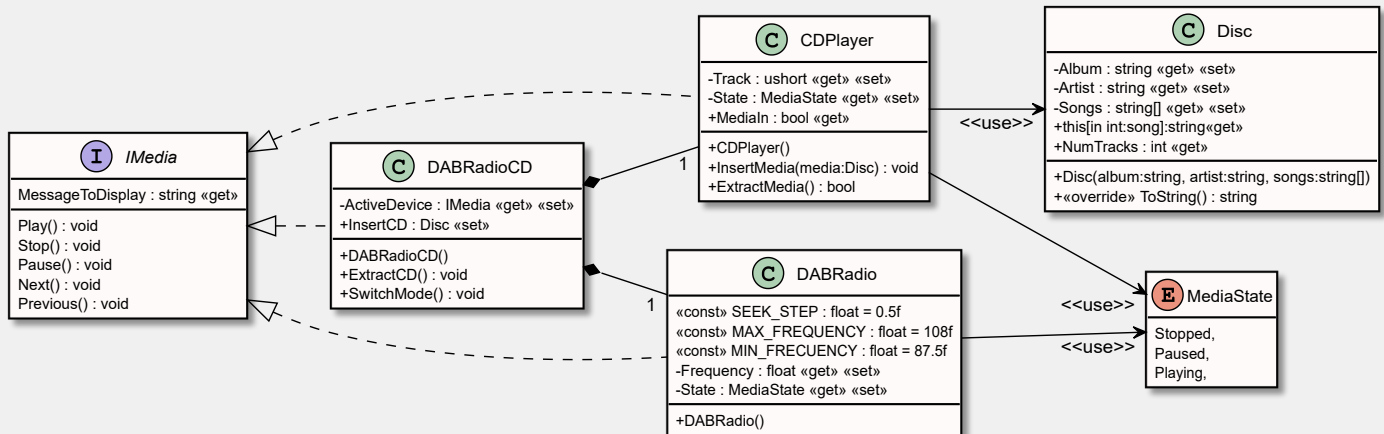 I IMedia
MessageToDisplay : string «get»
Play() : void
Stop() : void
Pause() : void
Next() : void
Previous() : void
C DABRadioCD
-ActiveDevice : IMedia «get» «set»
+InsertCD : Disc «set»
+DABRadioCD()
+ExtractCD() : void
+SwitchMode() : void
1
1
C CDPlayer
-Track : ushort «get» «set»
-State : MediaState «get» «set»
+MediaIn : bool «get»
+CDPlayer()
+InsertMedia(media:Disc) : void
+ExtractMedia() : bool
C DABRadio
«const» SEEK_STEP : float = 0.5f
«const» MAX_FREQUENCY : float = 108f
«const» MIN_FRECUENCY : float = 87.5f
-Frequency : float «get» «set»
-State : MediaState «get» «set»
+DABRadio()
<<use>>
<<use>>
<<use>>
C Disc
-Album : string «get» «set»
-Artist : string «get» «set»
-Songs : string[] «get» «set»
+this[in int:song]:string«get»
+NumTracks : int «get»
+Disc(album:string, artist:string, songs:string[])
+«override» ToString() : string
E MediaState
Stopped,
Paused,
Playing,